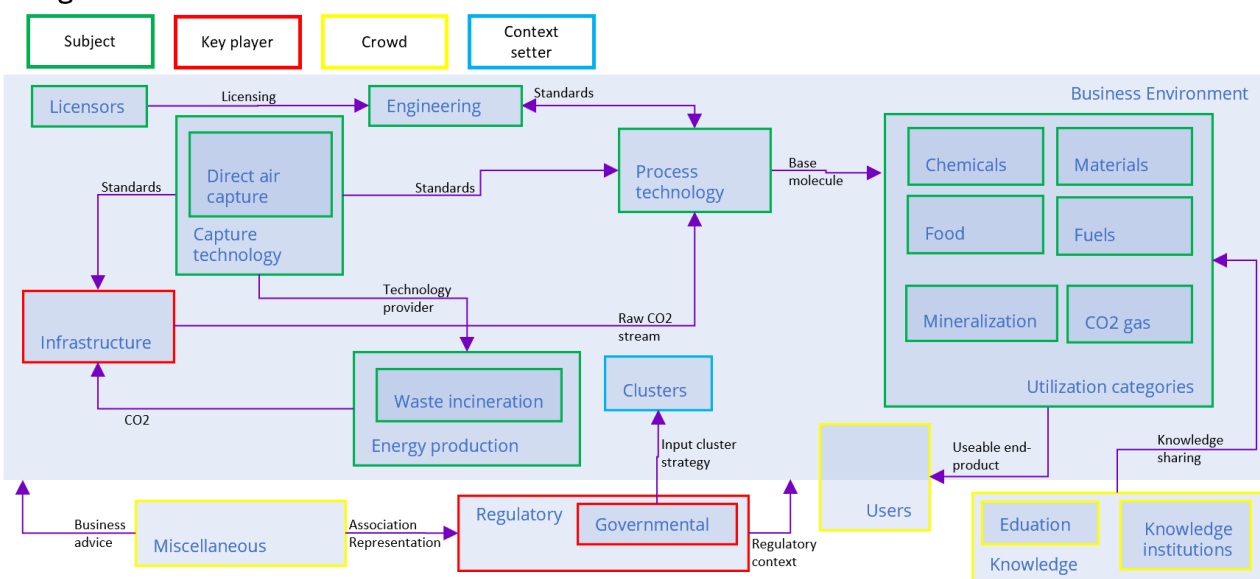 Subject
Key player
Crowd
Context
setter
Business Environment
Licensors
Licensing
Engineering
Standards
Direct air
capture
Capture
technology
Standards
Standards
Process
technology
Base
molecule
Chemicals
Materials
Food
Fuels
Mineralization
CO2 gas
Utilization categories
Infrastructure
Technology
provider
Raw CO2
stream
Waste incineration
Energy production
CO2
Clusters
Input cluster
strategy
Useable end-
product
Knowledge
sharing
Users
Business
advice
Miscellaneous
Association
Representation
Regulatory
Governmental
Regulatory
context
Eduation
Knowledge
institutions
Knowledge